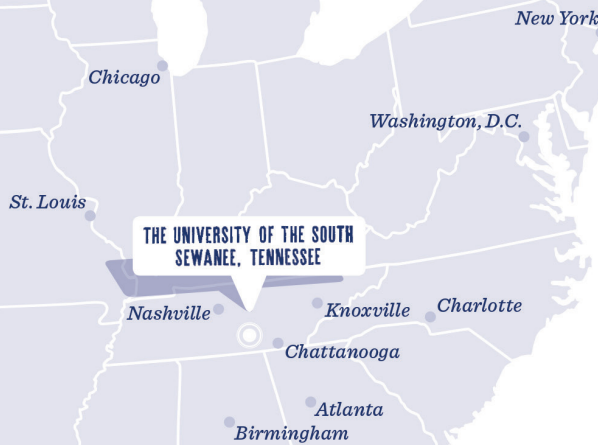 New York
Chicago
Washington, D.C.
St. Louis
THE UNIVERSITY OF THE SOUTH
SEWANEE, TENNESSEE
Nashville
Knoxville
Charlotte
Chattanooga
Atlanta
Birmingham